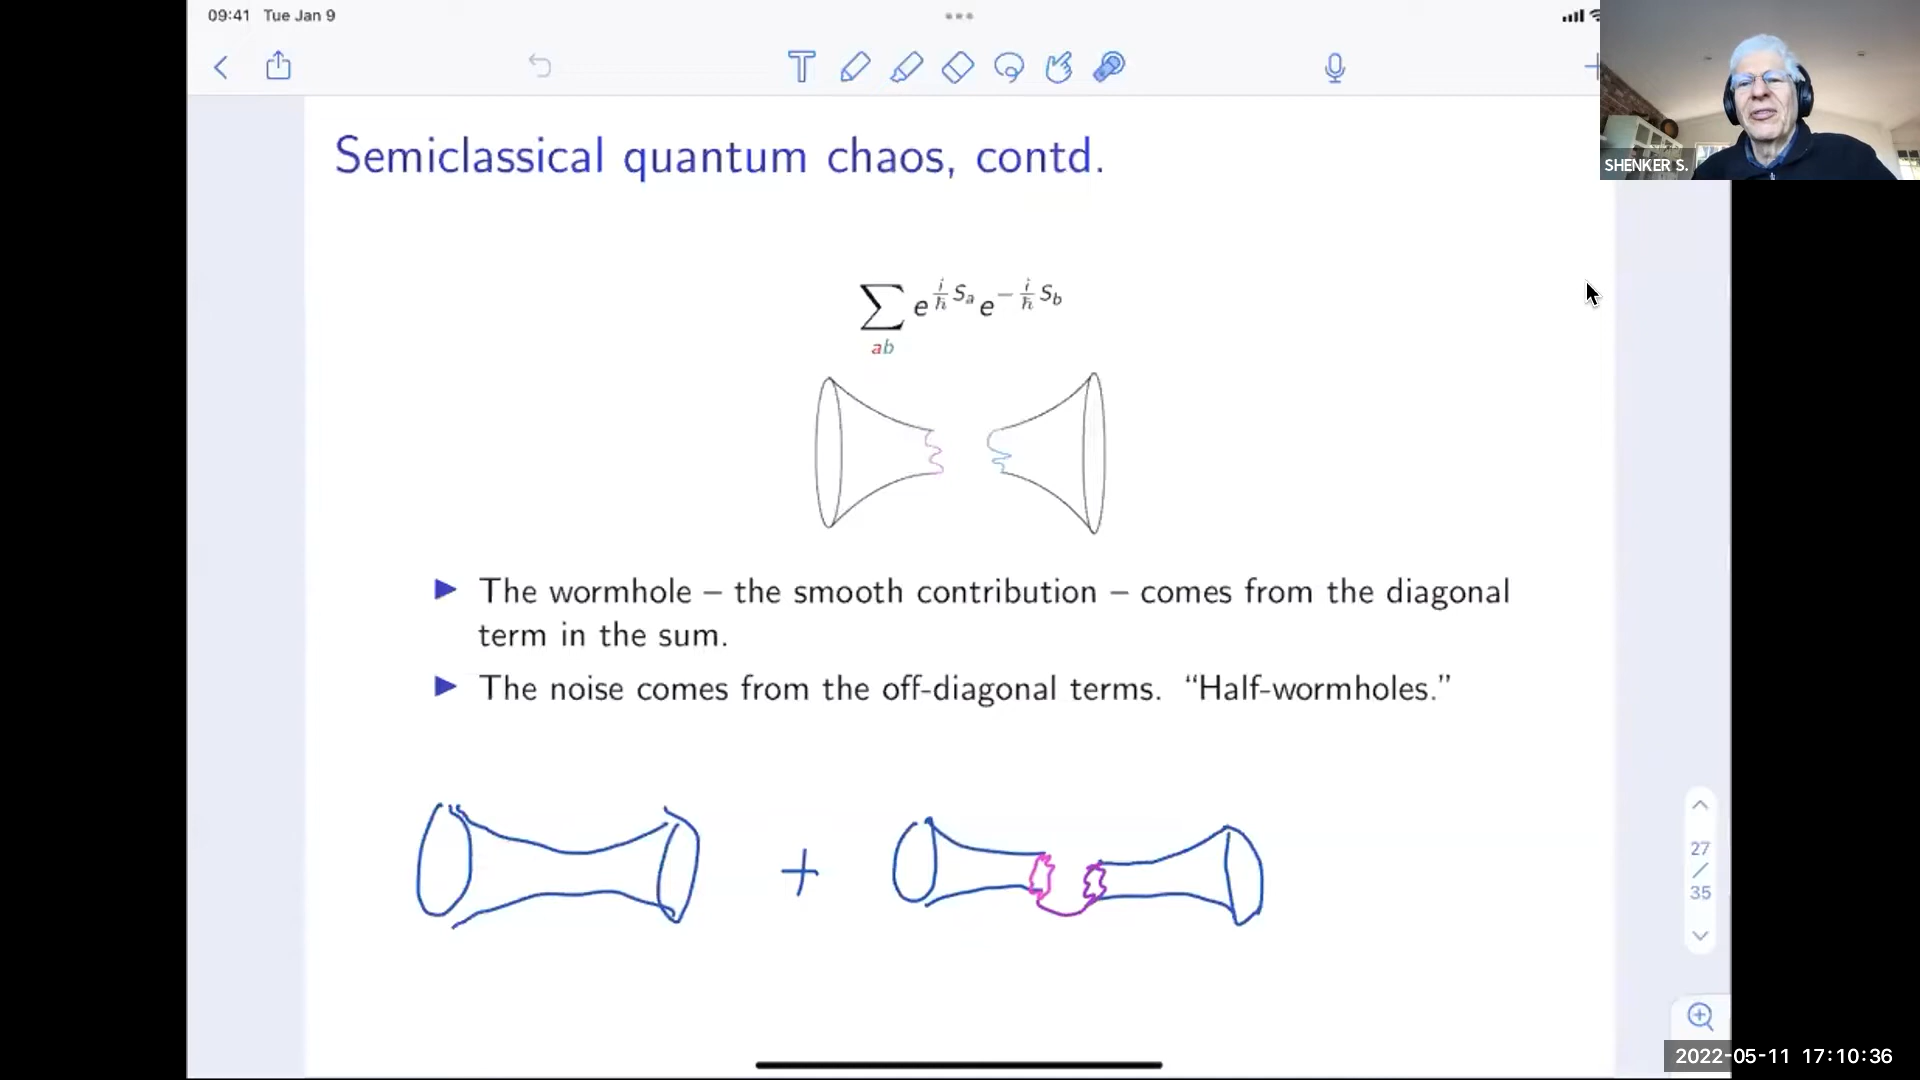 09:41 Tue Jan 9
SHENKER S.
Semiclassical quantum chaos, contd.
∑ e^{i/ħ S_a} e^{−i/ħ S_b}
ab
▶ The wormhole – the smooth contribution – comes from the diagonal
term in the sum.
▶ The noise comes from the off-diagonal terms. “Half-wormholes.”
+
27
/
35
2022-05-11 17:10:36